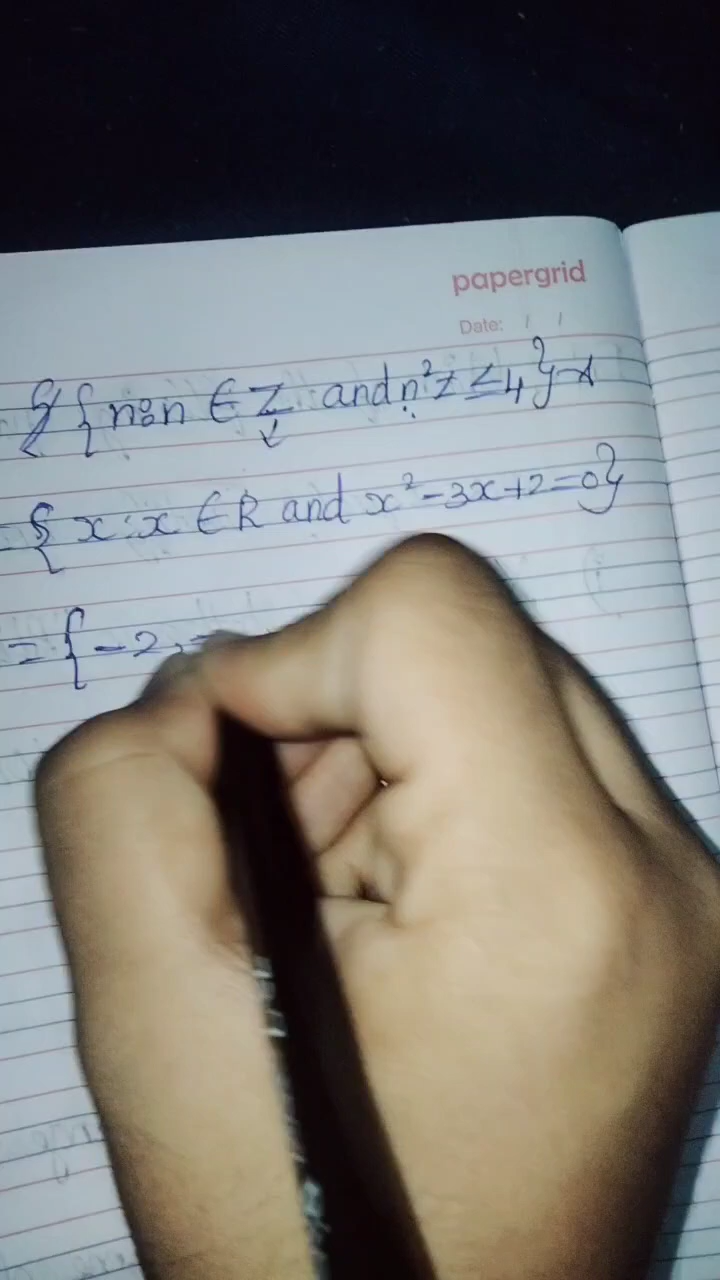 papergrid
Date: / /
{ n:n ∈ Z and n² ≤ 4}
= { x:x ∈ R and x² - 3x + 2 = 0}
= { -2, -